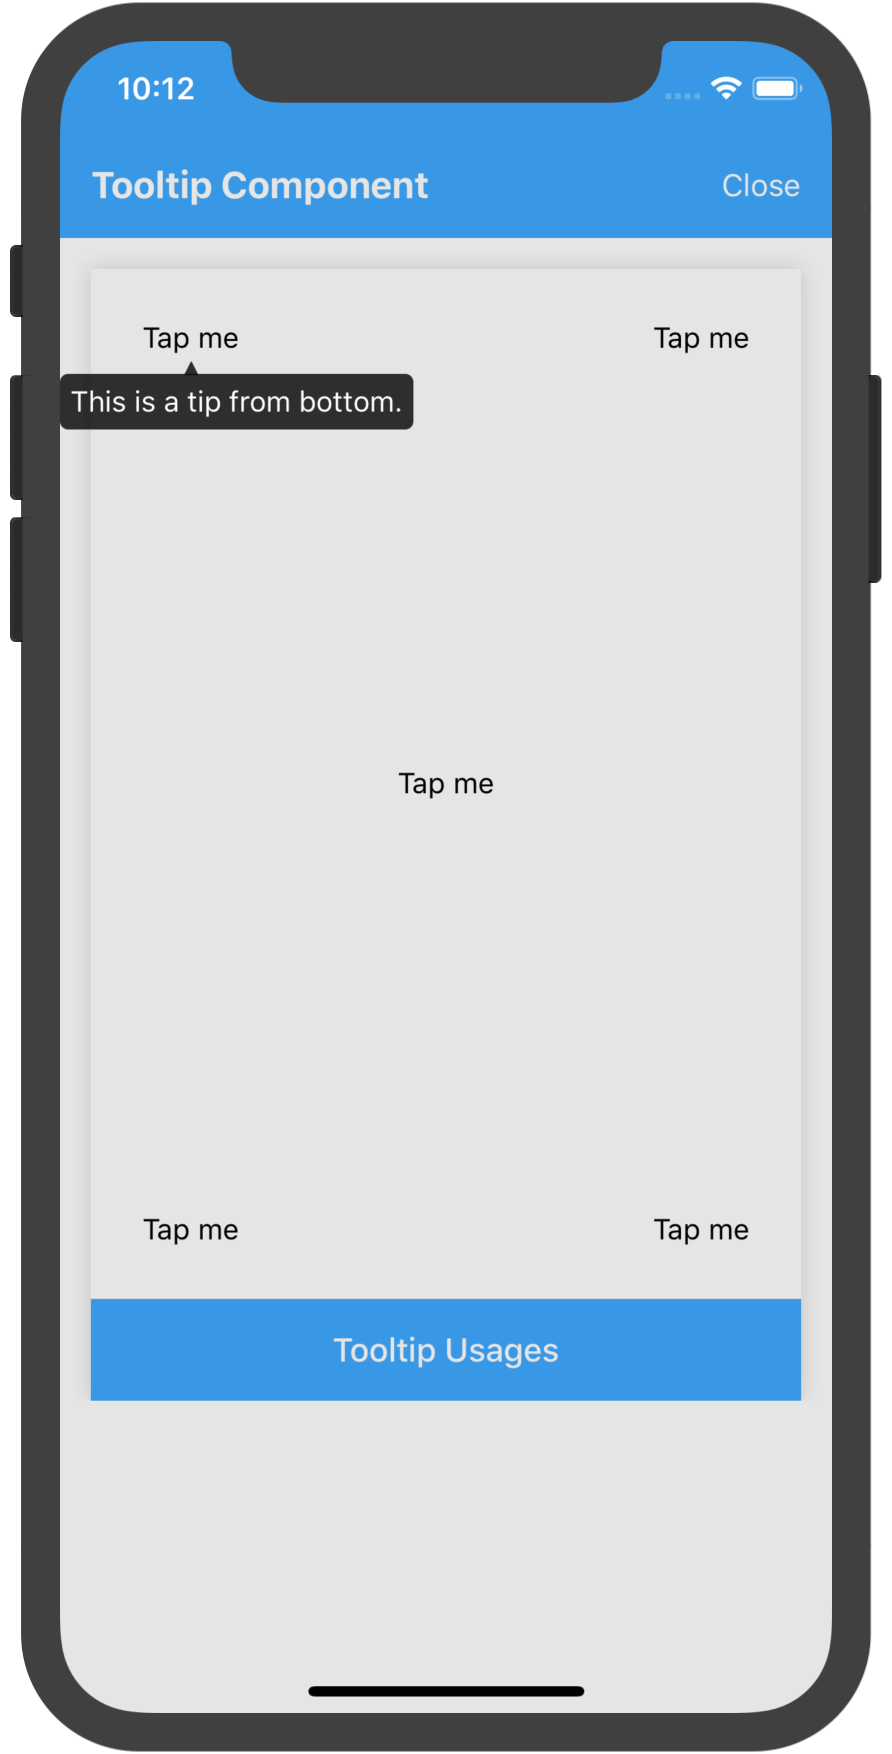 10:12
Tooltip Component
Close
Tap me
Tap me
This is a tip from bottom.
Tap me
Tap me
Tap me
Tooltip Usages